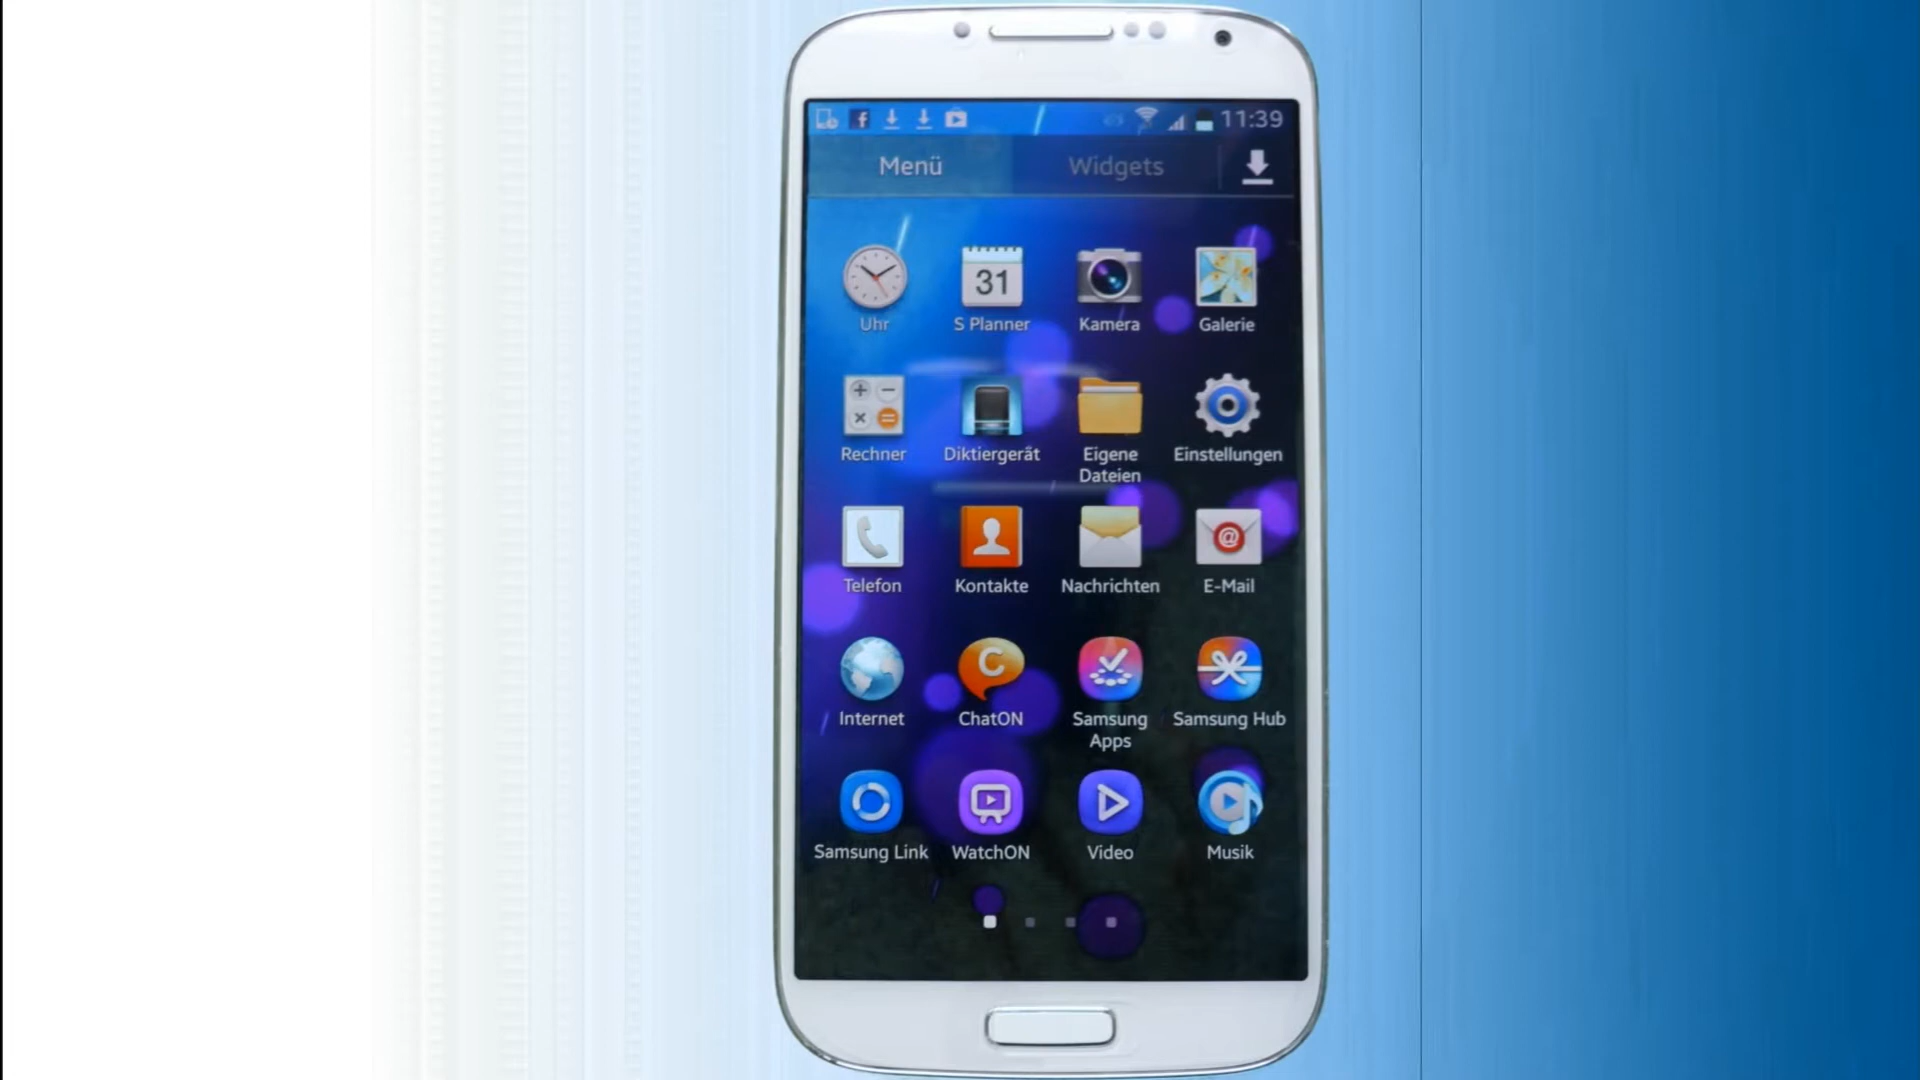 11:39
Menü
Widgets
31
Uhr
S Planner
Kamera
Galerie
Rechner
Diktiergerät
Eigene
Dateien
Einstellungen
@
Telefon
Kontakte
Nachrichten
E-Mail
C
Internet
ChatON
Samsung
Apps
Samsung Hub
Samsung Link
WatchON
Video
Musik